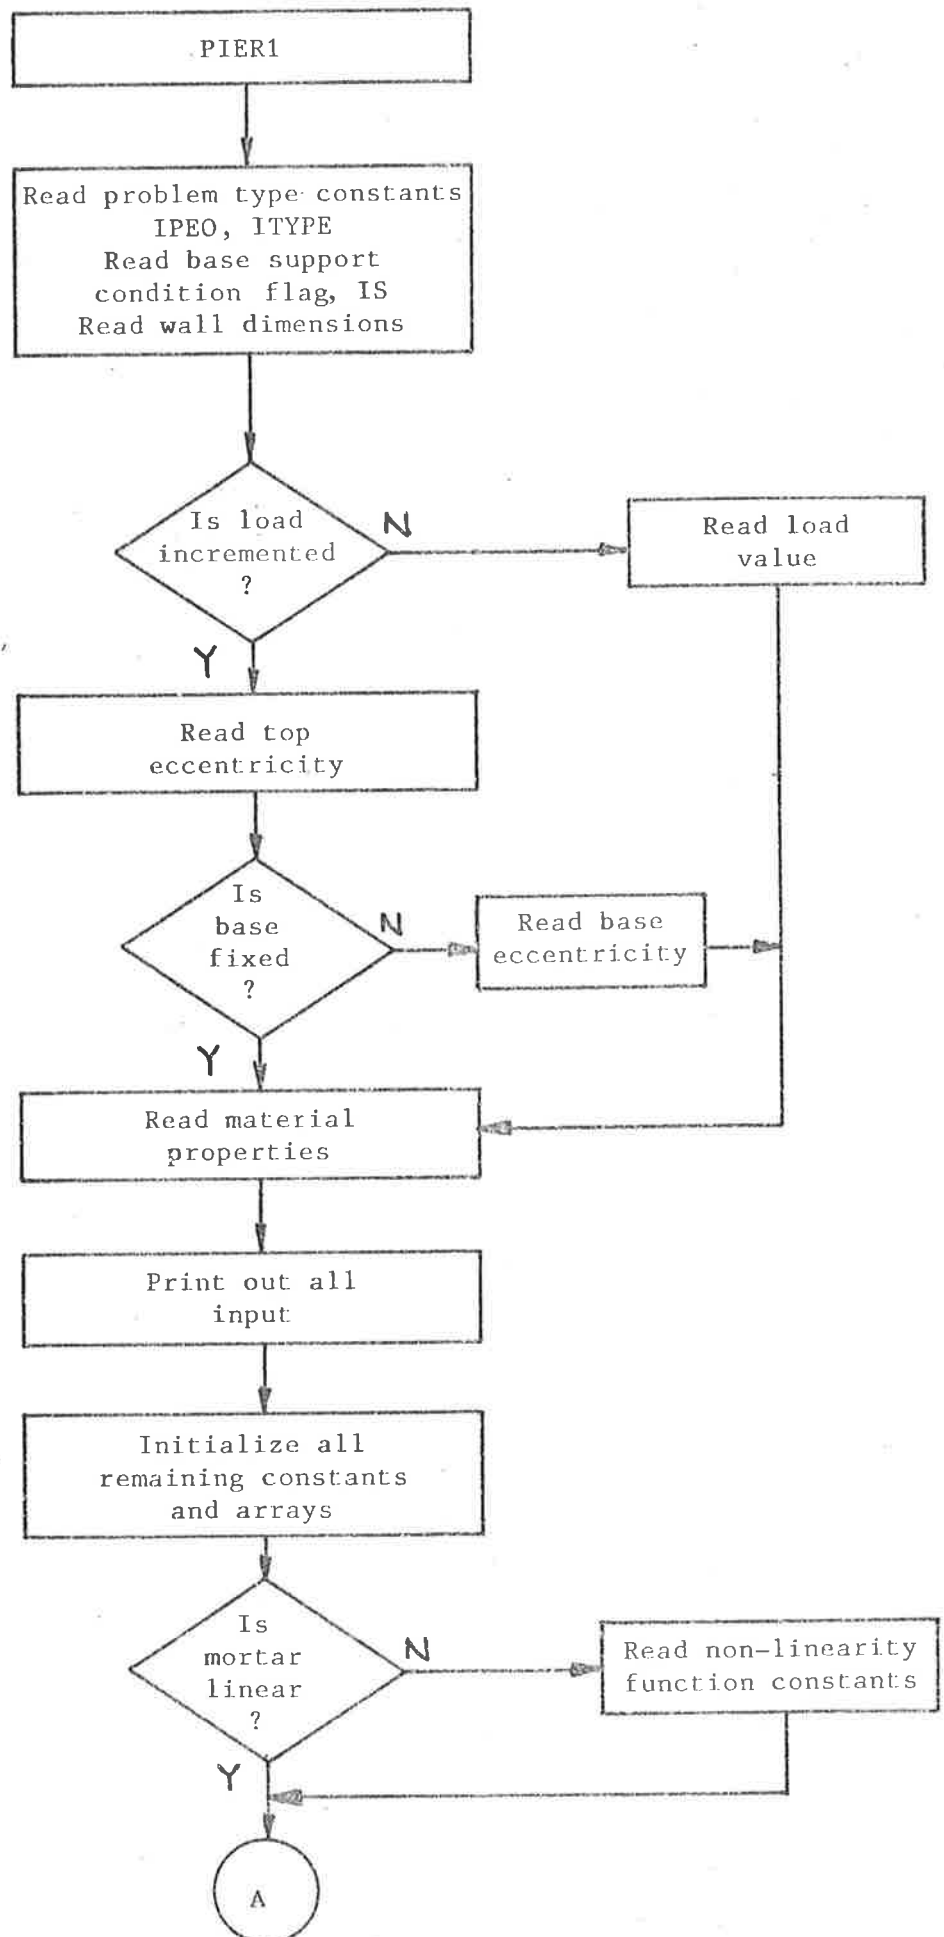 PIER1
Read problem type constants
IPEO, ITYPE
Read base support
condition flag, IS
Read wall dimensions
Is load
incremented
?
N
Read load
value
Y
Read top
eccentricity
Is
base
fixed
?
N
Read base
eccentricity
Y
Read material
properties
Print out all
input
Initialize all
remaining constants
and arrays
Is
mortar
linear
?
N
Read non-linearity
function constants
Y
A